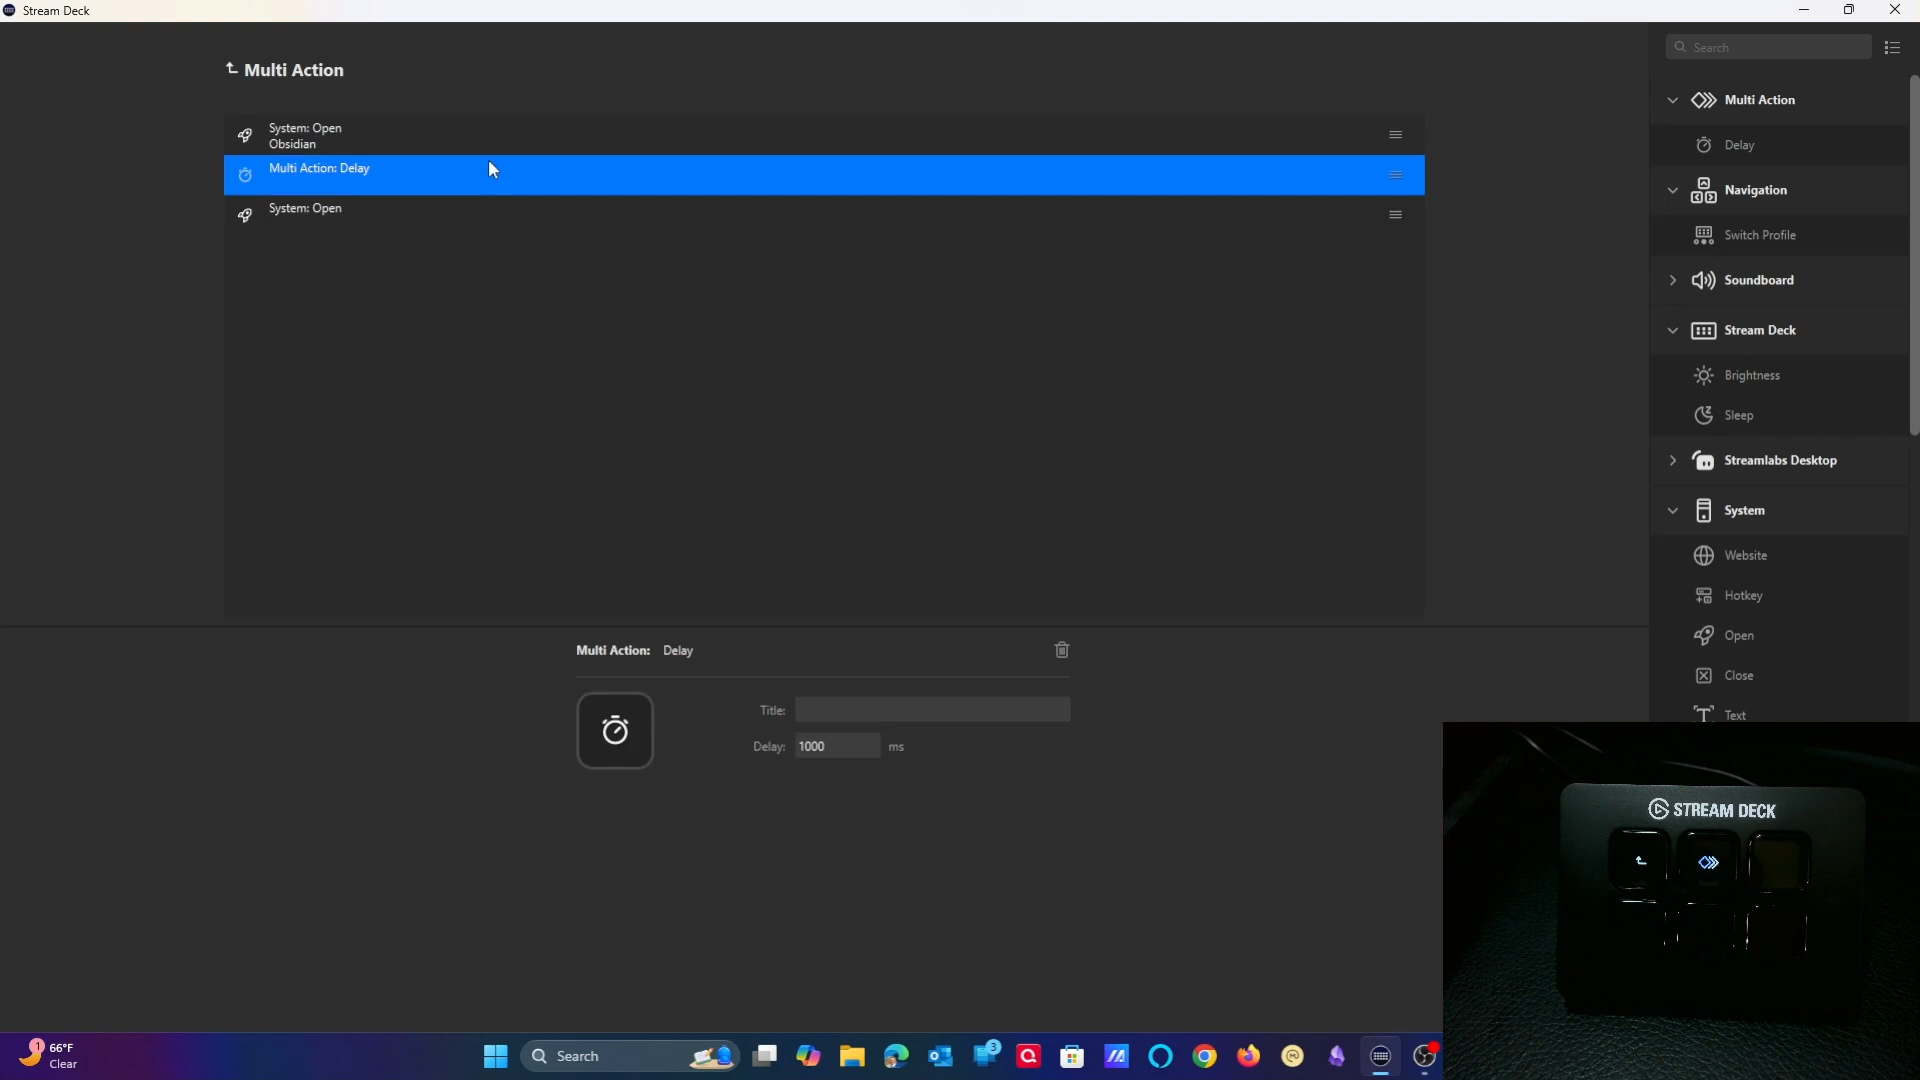 Stream Deck
Multi Action
System: Open
Obsidian
Multi Action: Delay
System: Open
Search
Multi Action
Delay
Navigation
Switch Profile
Soundboard
Stream Deck
Brightness
Sleep
Streamlabs Desktop
System
Website
Hotkey
Open
Close
Text
Multi Action: Delay
Title:
Delay: 1000 ms
STREAM DECK
1
66°F
Clear
Search
3